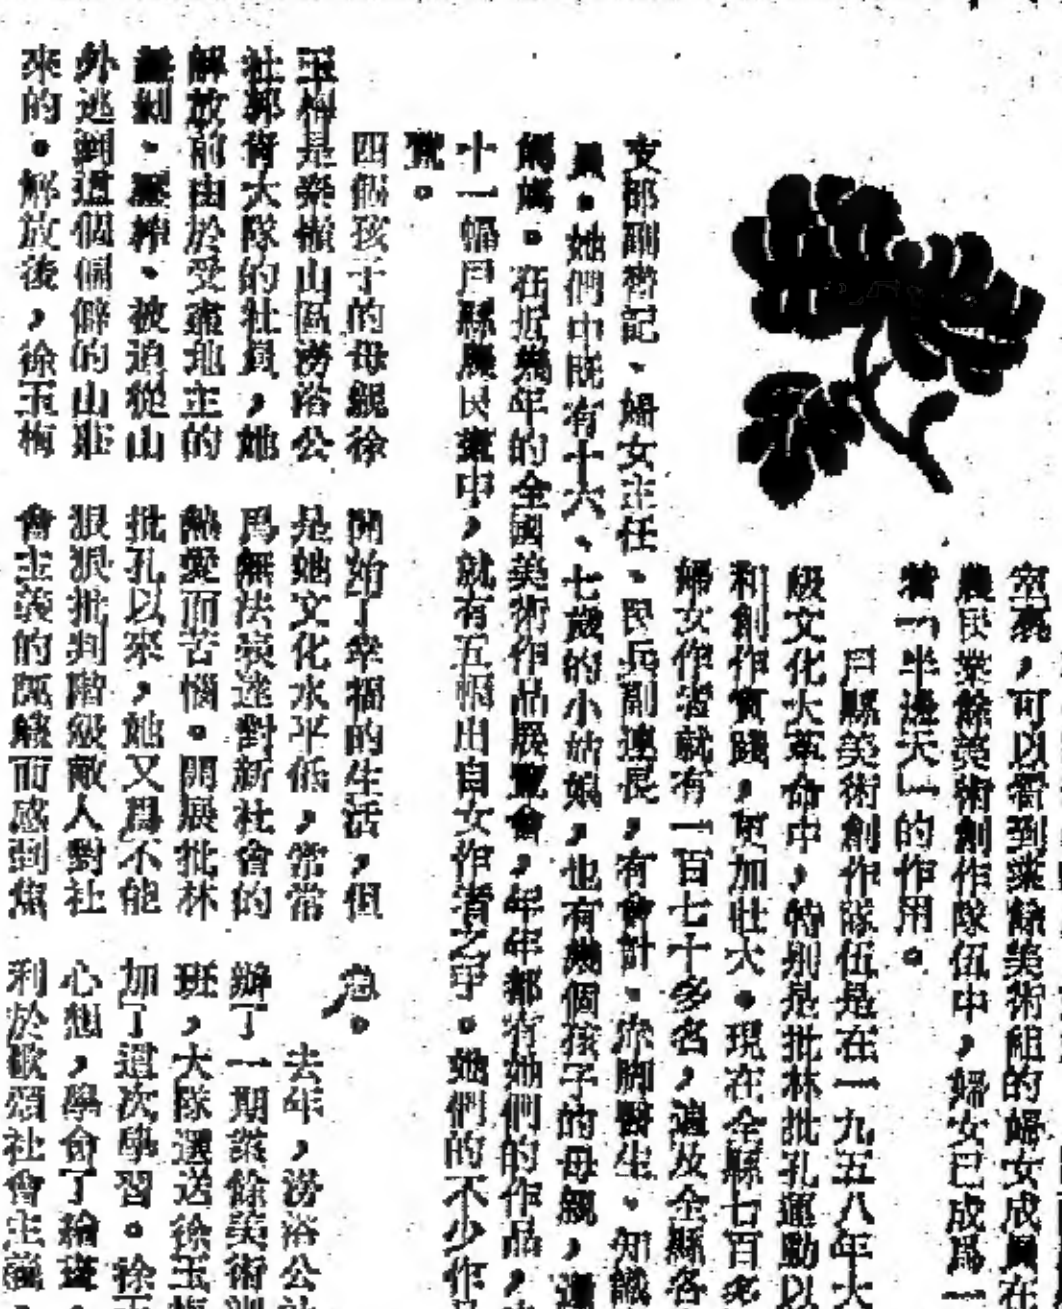 室裏，可以看到業餘美術組的婦女成員在
農民業餘美術創作隊伍中，婦女已成爲一
着「半邊天」的作用。
戶縣美術創作隊伍是在一九五八年大
級文化大革命中，特別是批林批孔運動以
和創作實踐，更加壯大。現在全縣七百多
婦女作者就有一百七十多名，遍及全縣各
支部副書記、婦女主任、民兵副連長，有會計、赤脚醫生、知識
員。她們中既有十六、七歲的小姑娘，也有幾個孩子的母親，還
媽媽。在近幾年的全國美術作品展覽會，年年都有她們的作品，
十一幅戶縣農民畫中，就有五幅出自女作者之手。她們的不少作品
覽。
四個孩子的母親徐
玉梅是秦嶺山區澇浴公
社郭青大隊的社員，她
解放前由於受壓地主的
剝、壓榨、被迫從山
外逃到這個偏僻的山莊
來的。解放後，徐玉梅
開始了幸福的生活，但
是她文化水平低，常常
爲無法表達對新社會的
熱愛而苦惱。開展批林
批孔以來，她又爲不能
狠狠批判階級敵人對社
會主義的誣衊而感到焦
急。
去年，澇浴公社
辦了一期業餘美術訓
班，大隊選送徐玉梅
加了這次學習。徐玉
心想，學會了繪畫，
利於歌頌社會主義，